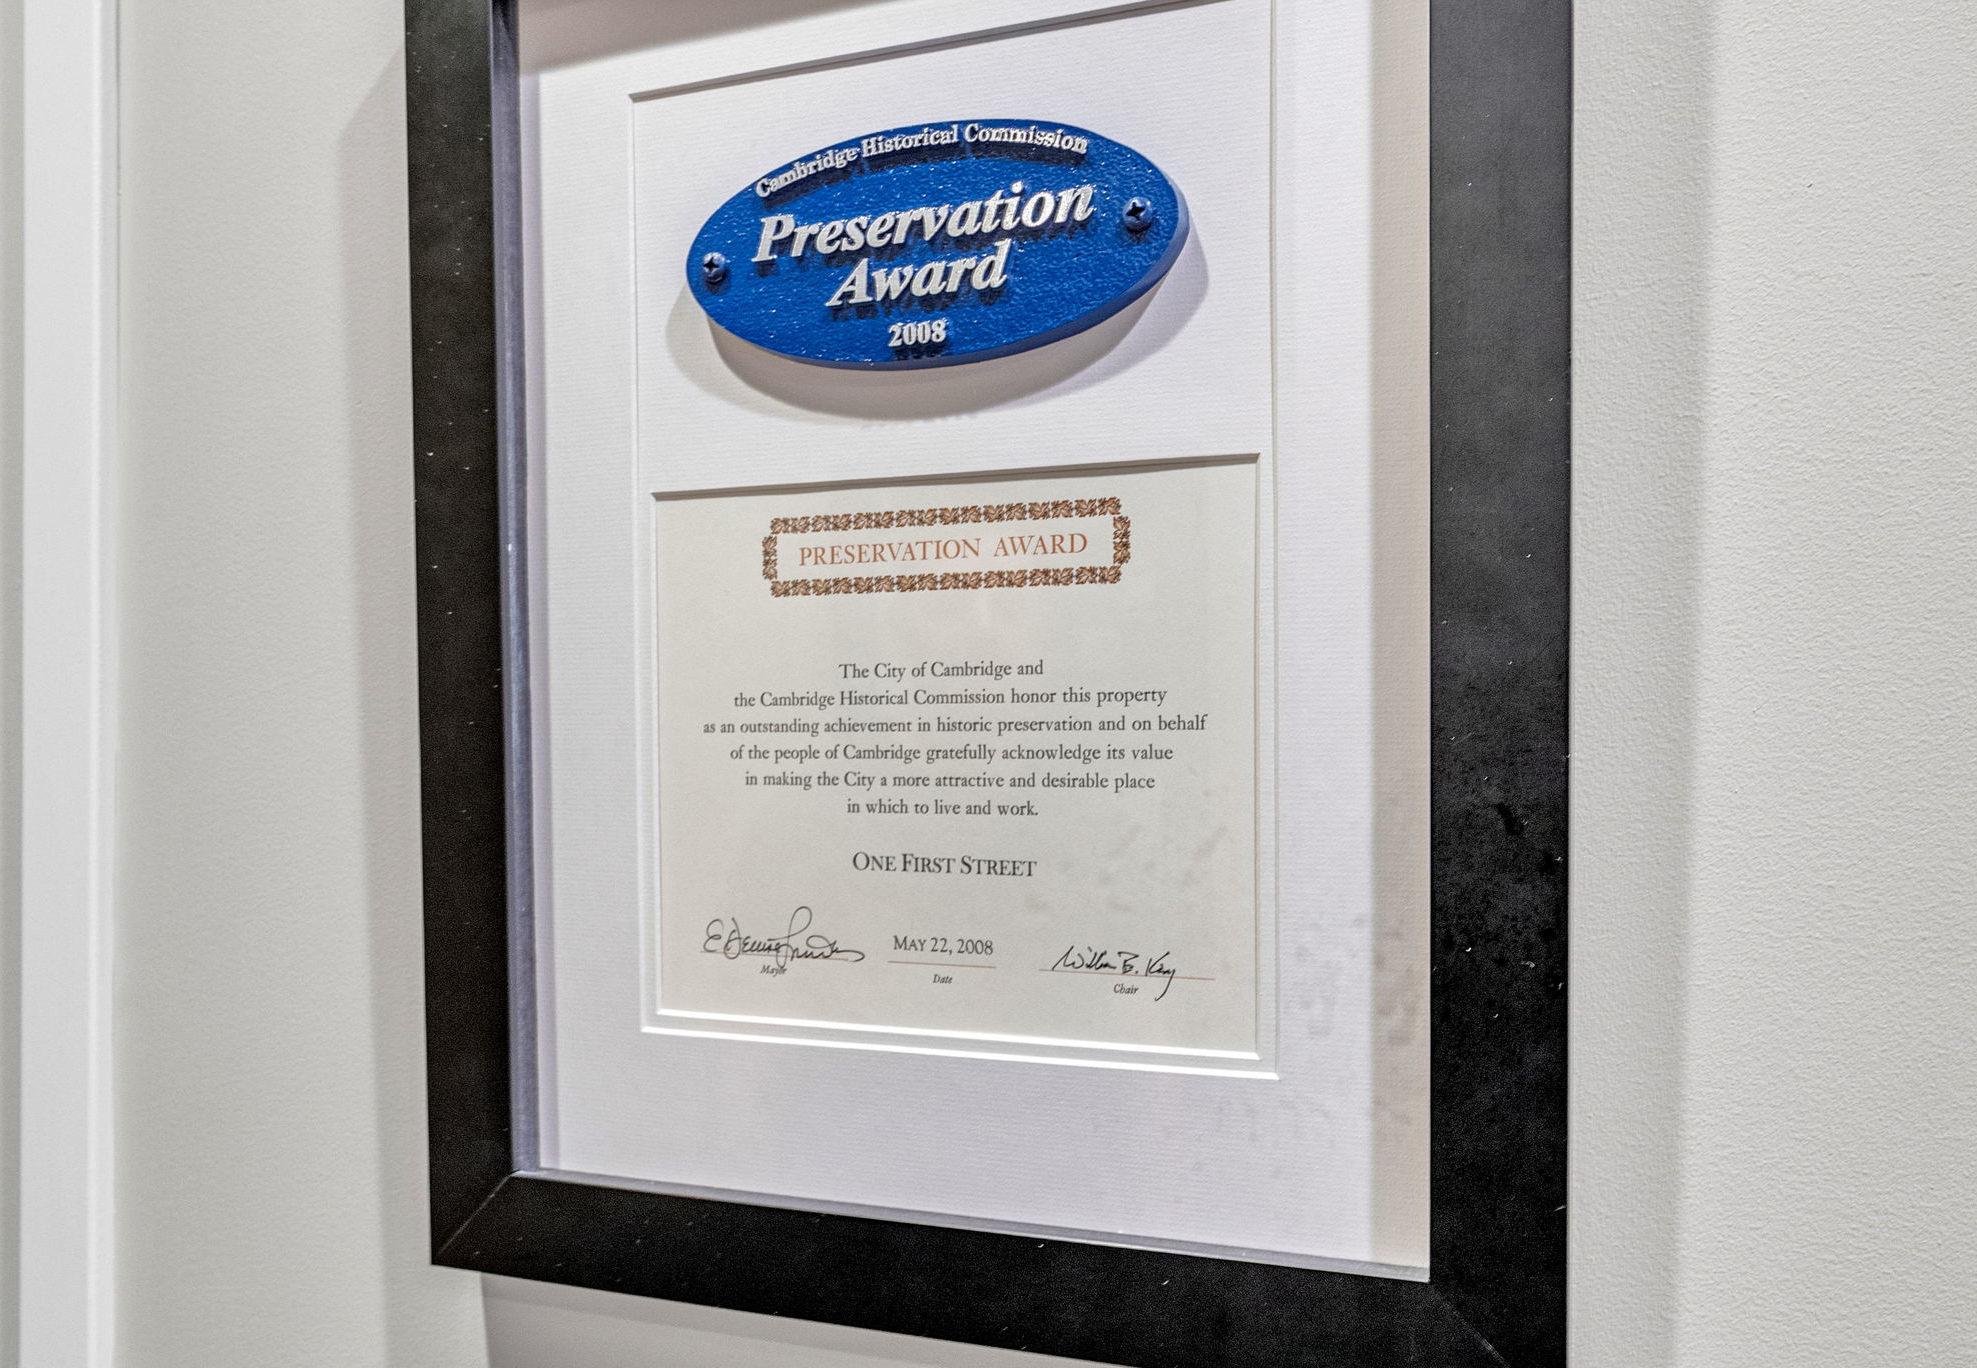 Cambridge Historical Commission
Preservation
Award
2008
PRESERVATION AWARD
The City of Cambridge and
the Cambridge Historical Commission honor this property
as an outstanding achievement in historic preservation and on behalf
of the people of Cambridge gratefully acknowledge its value
in making the City a more attractive and desirable place
in which to live and work.
ONE FIRST STREET
MAY 22, 2008
Mayor
Date
Chair